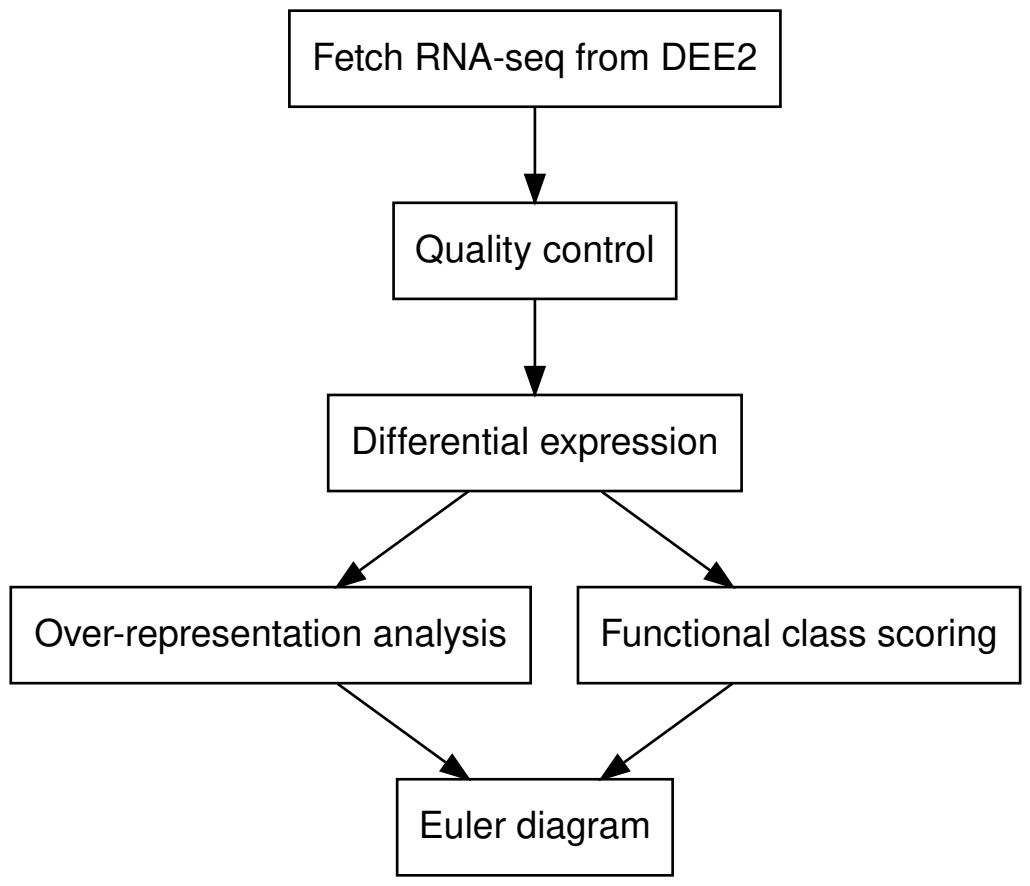 Fetch RNA-seq from DEE2
Quality control
Differential expression
Over-representation analysis
Functional class scoring
Euler diagram